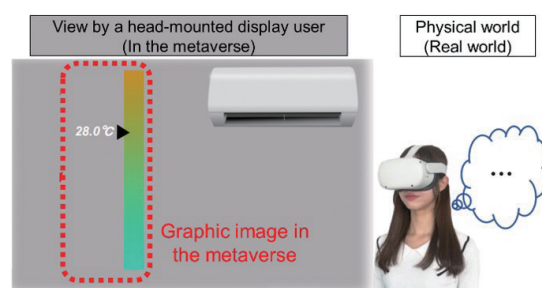 View by a head-mounted display user
(In the metaverse)
Physical world
(Real world)
28.0℃
Graphic image in
the metaverse
...